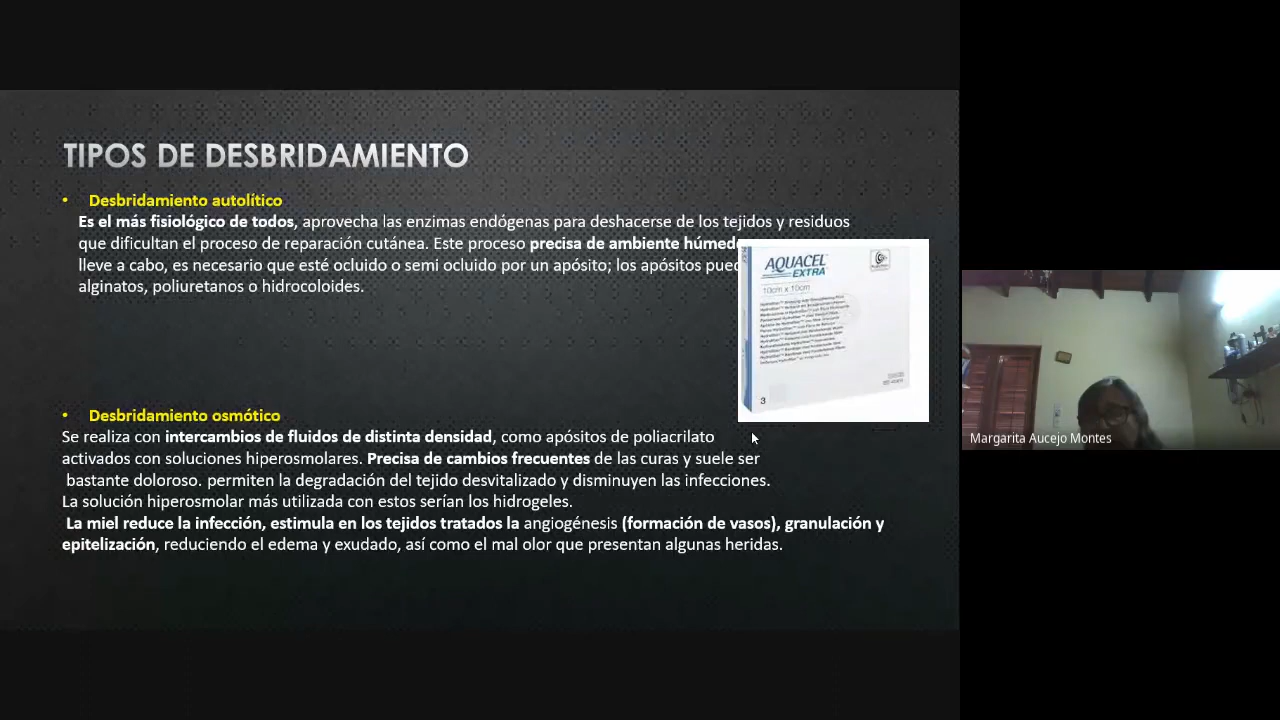 TIPOS DE DESBRIDAMIENTO
• Desbridamiento autolítico
Es el más fisiológico de todos, aprovecha las enzimas endógenas para deshacerse de los tejidos y residuos
que dificultan el proceso de reparación cutánea. Este proceso precisa de ambiente
lleve a cabo, es necesario que esté ocluido o semi ocluido por un apósito; los apósitos
alginatos, poliuretanos o hidrocoloides.
AQUACEL
EXTRA
10cm x 10cm
3
• Desbridamiento osmótico
Se realiza con intercambios de fluidos de distinta densidad, como apósitos de poliacrilato
activados con soluciones hiperosmolares. Precisa de cambios frecuentes de las curas y suele ser
bastante doloroso. permiten la degradación del tejido desvitalizado y disminuyen las infecciones.
La solución hiperosmolar más utilizada con estos serían los hidrogeles.
La miel reduce la infección, estimula en los tejidos tratados la angiogénesis (formación de vasos), granulación y
epitelización, reduciendo el edema y exudado, así como el mal olor que presentan algunas heridas.
Margarita Aucejo Montes